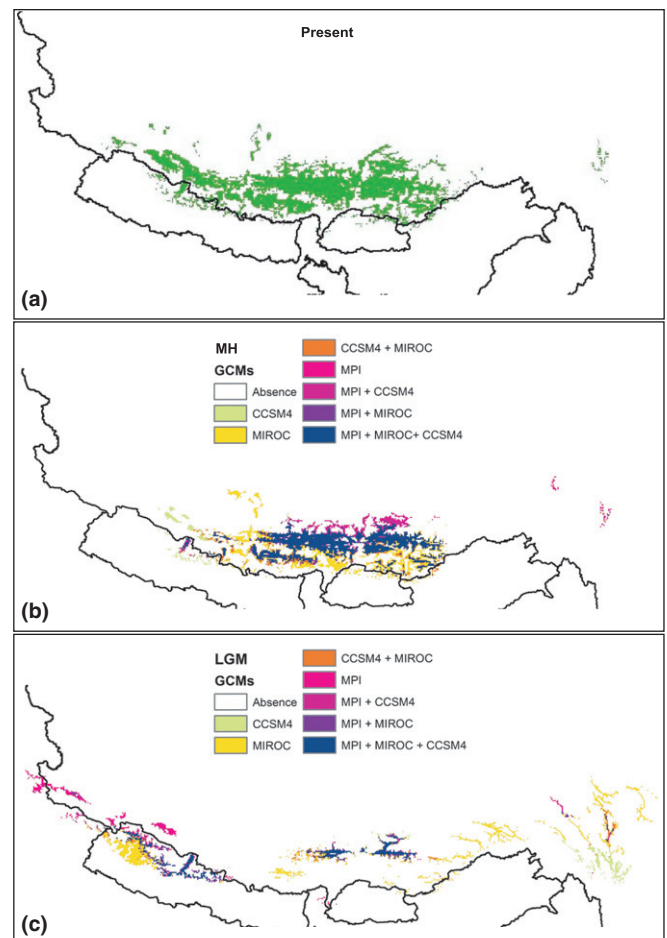 Present
(a)
MH
GCMs
Absence
CCSM4
MIROC
CCSM4 + MIROC
MPI
MPI + CCSM4
MPI + MIROC
MPI + MIROC+ CCSM4
(b)
LGM
GCMs
Absence
CCSM4
MIROC
CCSM4 + MIROC
MPI
MPI + CCSM4
MPI + MIROC
MPI + MIROC + CCSM4
(c)